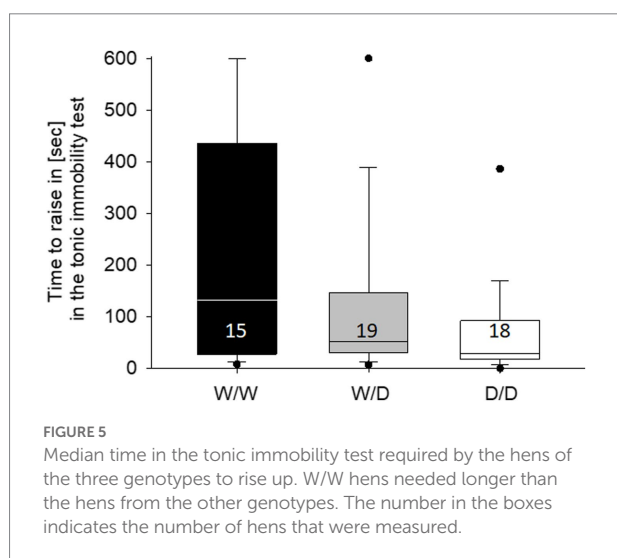 Time to raise in [sec]
in the tonic immobility test
600
500
400
300
200
100
0
15
19
18
W/W
W/D
D/D
FIGURE 5
Median time in the tonic immobility test required by the hens of
the three genotypes to rise up. W/W hens needed longer than
the hens from the other genotypes. The number in the boxes
indicates the number of hens that were measured.